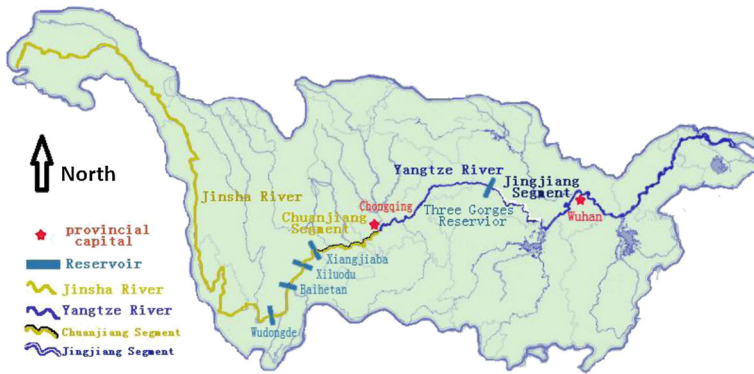 Yangtze River
Jingjiang
Segment
North
Jinsha River
Chongqing
Chuanjiang
Segment
Three Gorges
Reservior
Wuhan
provincial
capital
Xiangjiaba
Reservoir
Xiluodu
Jinsha River
Baihetan
Yangtze River
Wudongde
Chuanjiang Segment
Jingjiang Segment